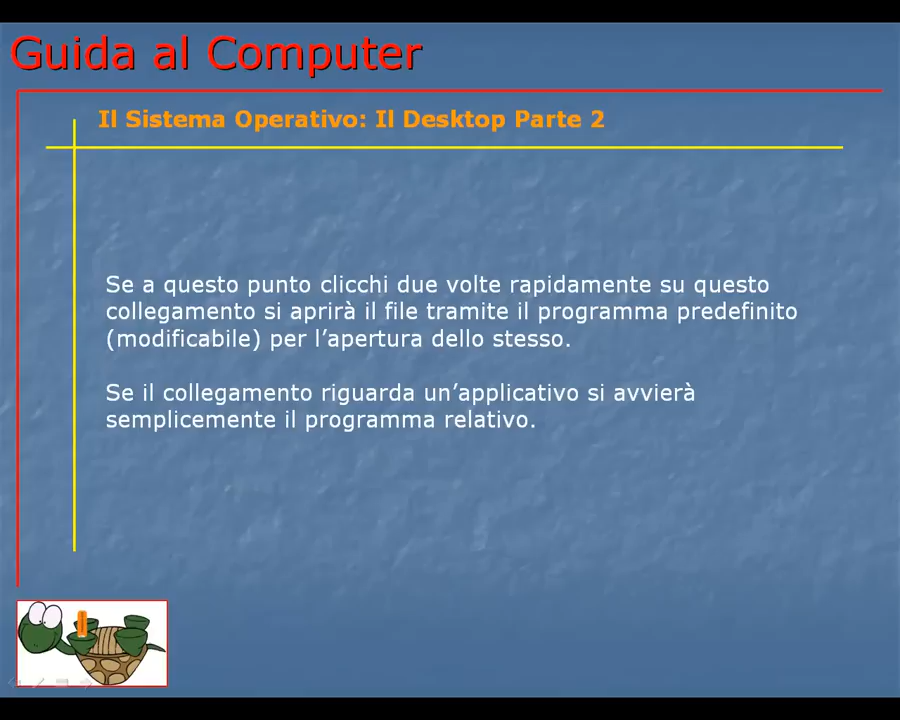 Guida al Computer
Il Sistema Operativo: Il Desktop Parte 2
Se a questo punto clicchi due volte rapidamente su questo
collegamento si aprirà il file tramite il programma predefinito
(modificabile) per l’apertura dello stesso.
Se il collegamento riguarda un’applicativo si avvierà
semplicemente il programma relativo.